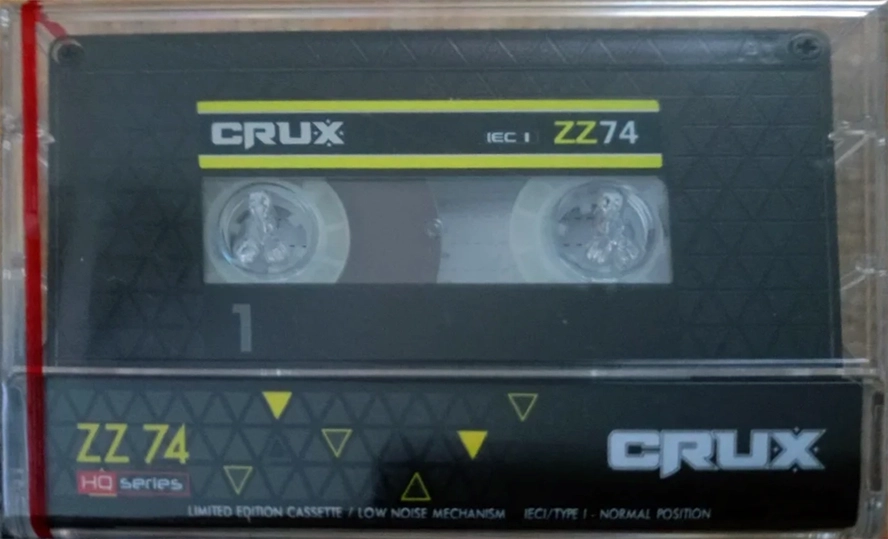 CRUX IEC I ZZ74
1
ZZ 74 CRUX
HQ series
LIMITED EDITION CASSETTE / LOW NOISE MECHANISM IECI/TYPE I - NORMAL POSITION